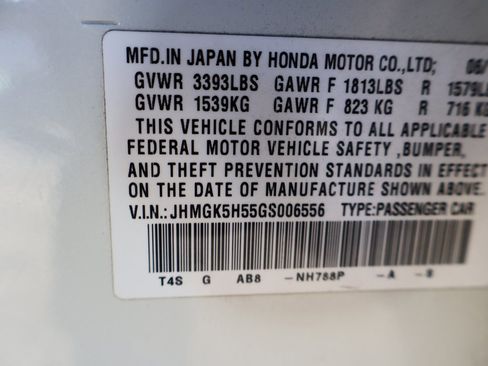 MFD.IN JAPAN BY HONDA MOTOR CO.,LTD; 06/
GVWR 3393LBS GAWR F 1813LBS R 1579L
GVWR 1539KG GAWR F 823 KG R 716 KG
THIS VEHICLE CONFORMS TO ALL APPLICABLE
FEDERAL MOTOR VEHICLE SAFETY ,BUMPER,
AND THEFT PREVENTION STANDARDS IN EFFECT
ON THE DATE OF MANUFACTURE SHOWN ABOVE.
V.I.N.: JHMGK5H55GS006556 TYPE:PASSENGER CAR
T4S G AB8 -NH788P -A